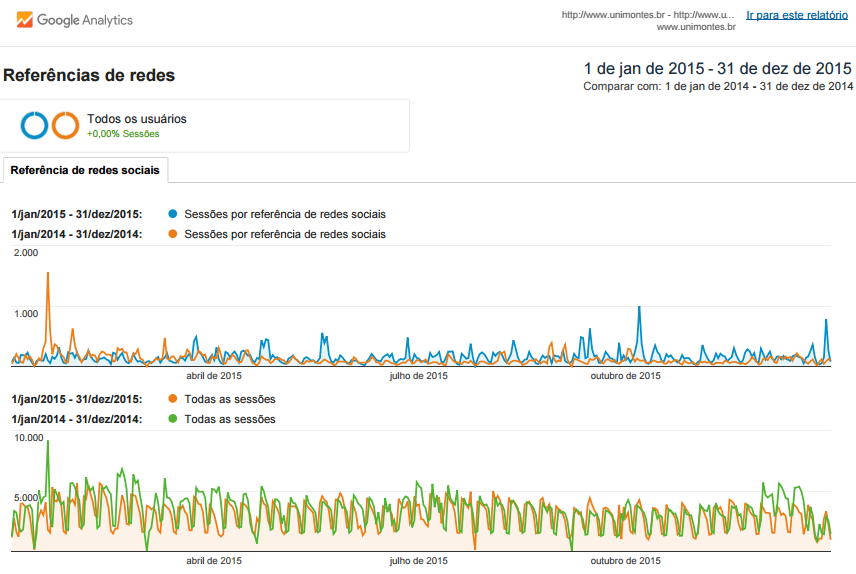 Google Analytics
http://www.unimontes.br - http://www.u...
www.unimontes.br
Ir para este relatório
Referências de redes
1 de jan de 2015 - 31 de dez de 2015
Comparar com: 1 de jan de 2014 - 31 de dez de 2014
Todos os usuários
+0,00% Sessões
Referência de redes sociais
1/jan/2015 - 31/dez/2015: Sessões por referência de redes sociais
1/jan/2014 - 31/dez/2014: Sessões por referência de redes sociais
2.000
1.000
abril de 2015 julho de 2015 outubro de 2015
1/jan/2015 - 31/dez/2015: Todas as sessões
1/jan/2014 - 31/dez/2014: Todas as sessões
10.000
5.000
abril de 2015 julho de 2015 outubro de 2015